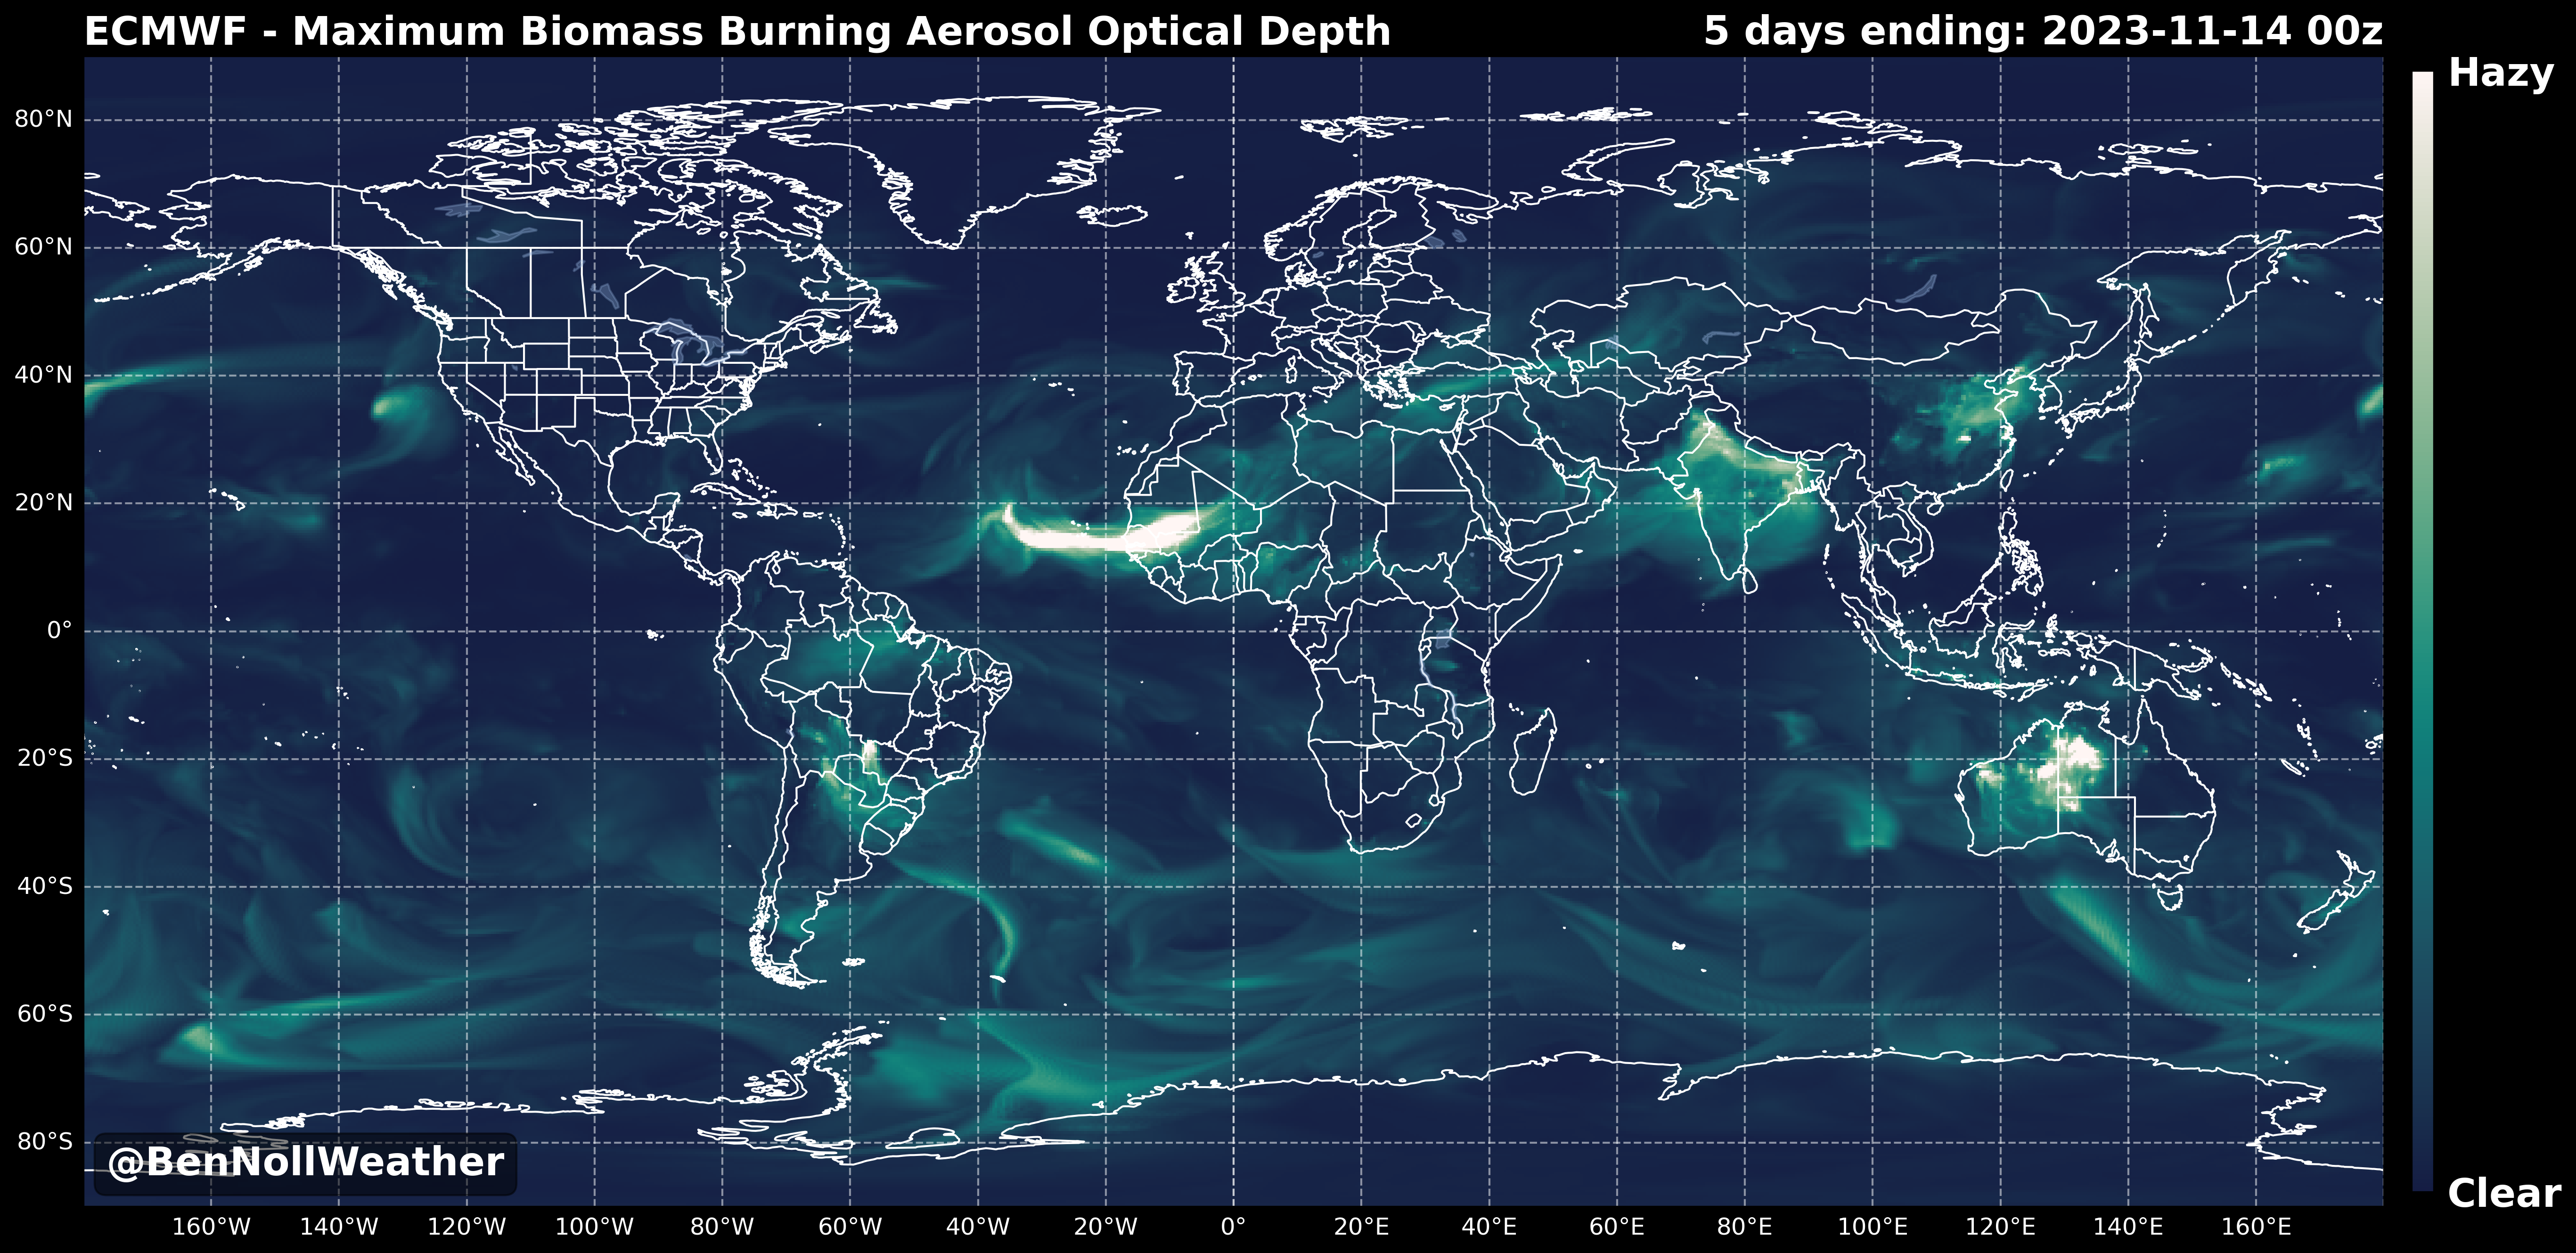 ECMWF - Maximum Biomass Burning Aerosol Optical Depth
5 days ending: 2023-11-14 00z
Hazy
80°N
60°N
40°N
20°N
0°
20°S
40°S
60°S
80°S
@BenNollWeather
Clear
160°W 140°W 120°W 100°W 80°W 60°W 40°W 20°W 0° 20°E 40°E 60°E 80°E 100°E 120°E 140°E 160°E